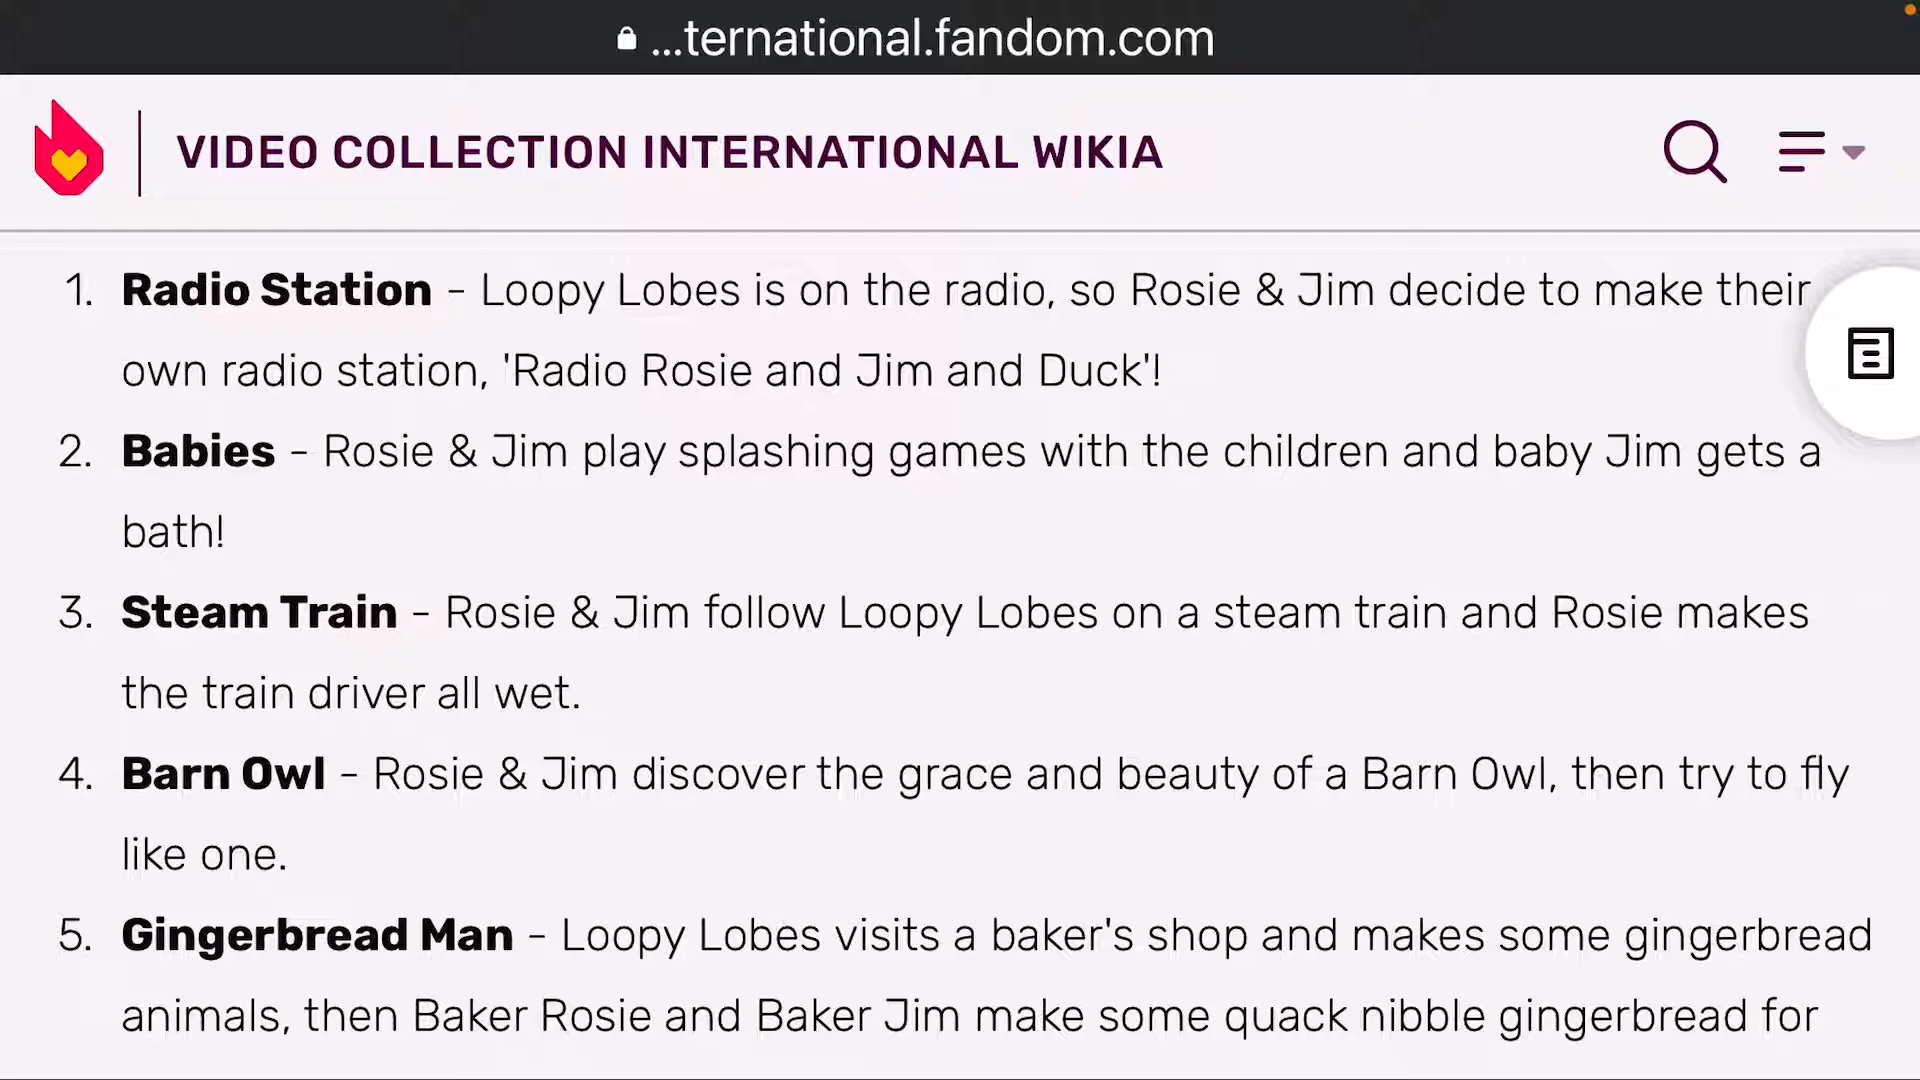 ...ternational.fandom.com
VIDEO COLLECTION INTERNATIONAL WIKIA
1. Radio Station - Loopy Lobes is on the radio, so Rosie & Jim decide to make their
own radio station, 'Radio Rosie and Jim and Duck'!
2. Babies - Rosie & Jim play splashing games with the children and baby Jim gets a
bath!
3. Steam Train - Rosie & Jim follow Loopy Lobes on a steam train and Rosie makes
the train driver all wet.
4. Barn Owl - Rosie & Jim discover the grace and beauty of a Barn Owl, then try to fly
like one.
5. Gingerbread Man - Loopy Lobes visits a baker's shop and makes some gingerbread
animals, then Baker Rosie and Baker Jim make some quack nibble gingerbread for